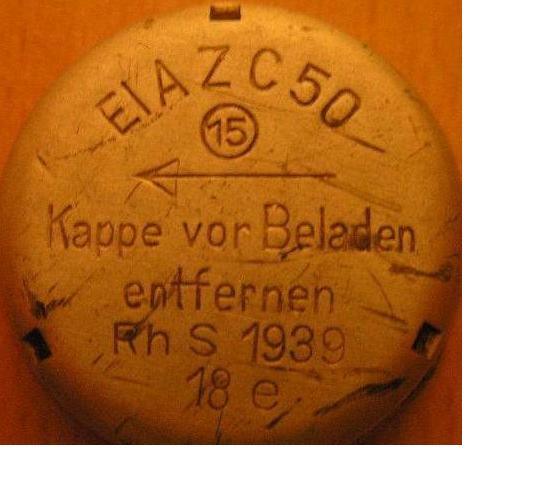 ElAZC50
15
Kappe vor Beladen
entfernen
Rh S 1939
18 e